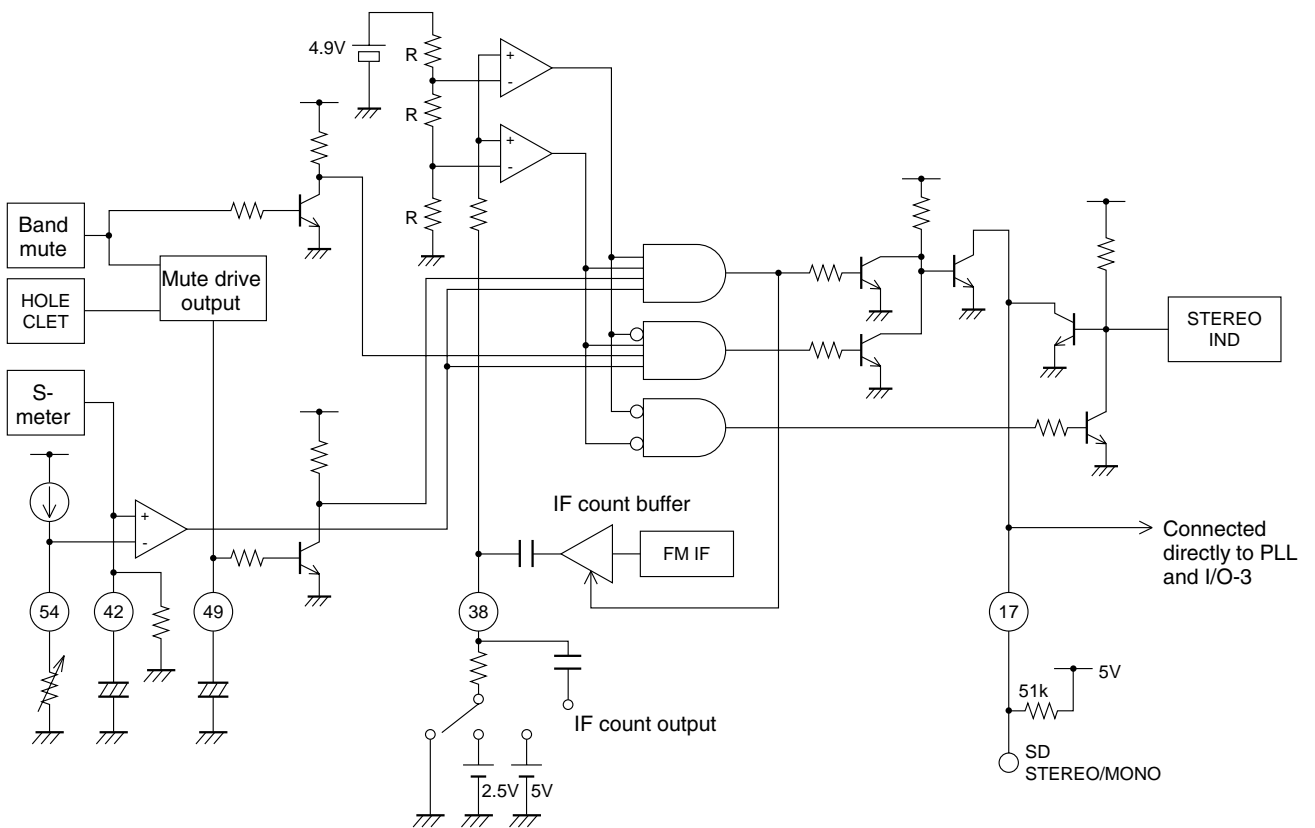 4.9V
R
+
-
R
+
-
R
Band
mute
Mute drive
output
HOLE
CLET
STEREO
IND
S-
meter
+
-
IF count buffer
FM IF
Connected
directly to PLL
and I/O-3
54
42
49
38
17
51k
5V
IF count output
SD
STEREO/MONO
2.5V
5V